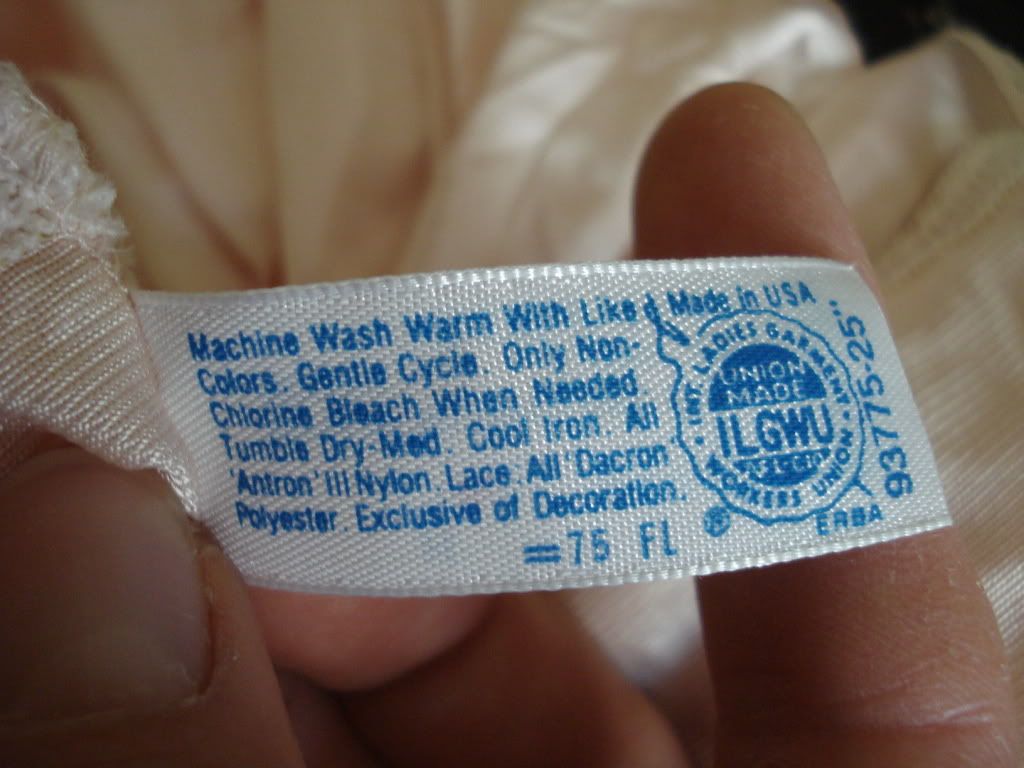 Machine Wash Warm With Like
Colors. Gentle Cycle. Only Non-
Chlorine Bleach When Needed.
Tumble Dry-Med. Cool Iron. All
'Antron' III Nylon. Lace. All 'Dacron'
Polyester. Exclusive of Decoration.
=75 FL
Made in USA
INT. LADIES GARMENT
WORKERS UNION
UNION
MADE
ILGWU
®
ERBA
93775-25"